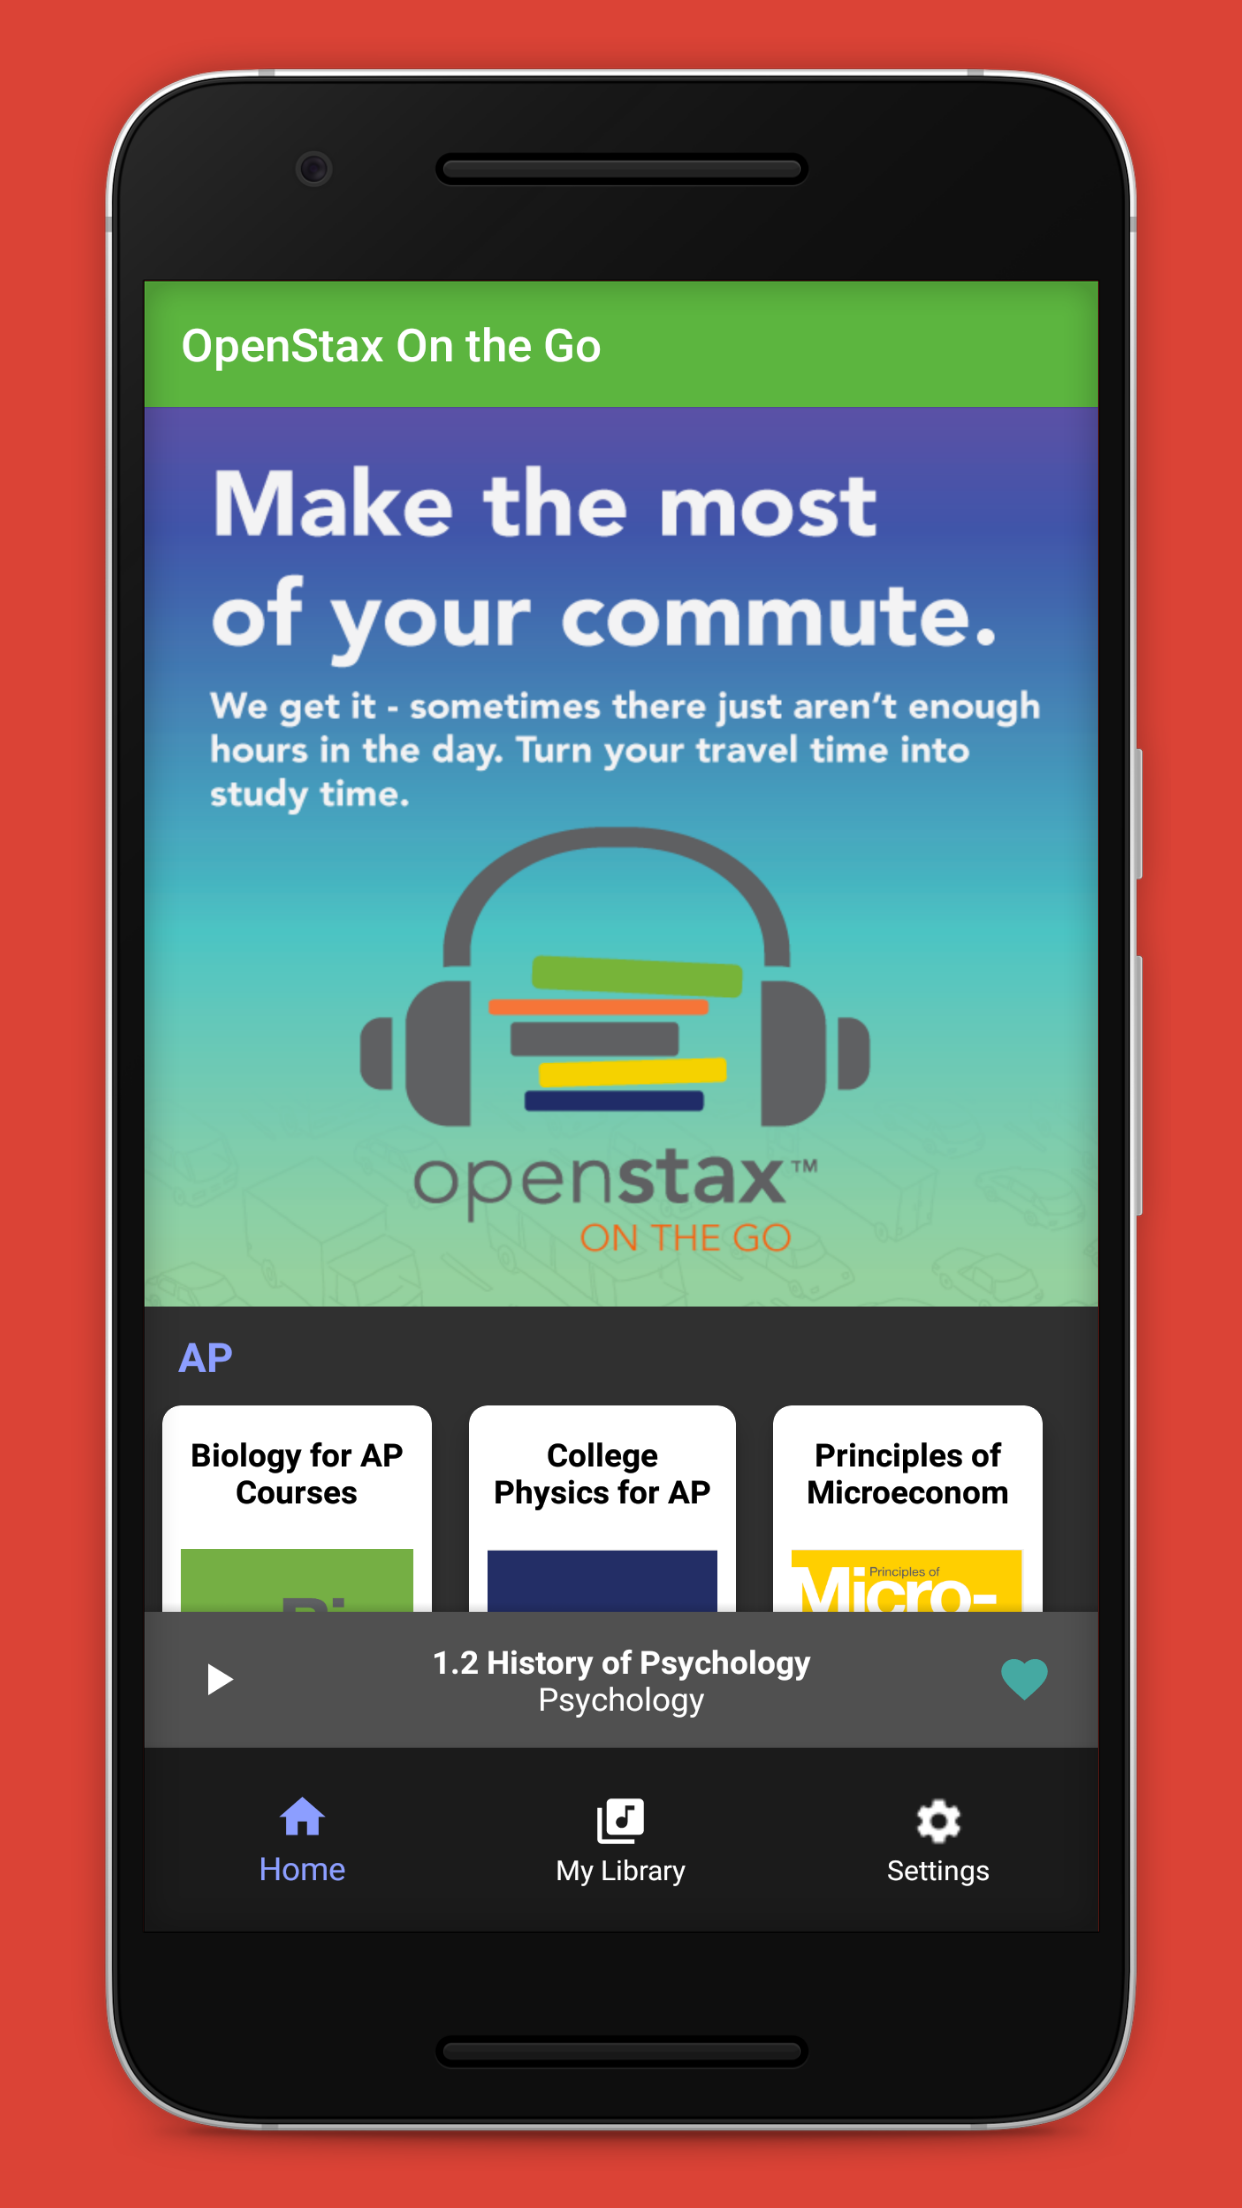 OpenStax On the Go
Make the most
of your commute.
We get it - sometimes there just aren't enough
hours in the day. Turn your travel time into
study time.
openstax™
ON THE GO
AP
Biology for AP
Courses
College
Physics for AP
Principles of
Microeconom
Principles of
Micro-
1.2 History of Psychology
Psychology
Home
My Library
Settings